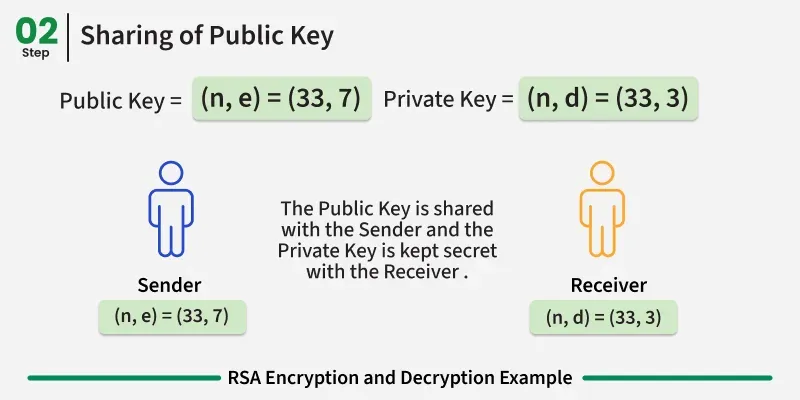 02
Step
Sharing of Public Key
Public Key = (n, e) = (33, 7) Private Key = (n, d) = (33, 3)
The Public Key is shared
with the Sender and the
Private Key is kept secret
with the Receiver .
Sender
(n, e) = (33, 7)
Receiver
(n, d) = (33, 3)
RSA Encryption and Decryption Example